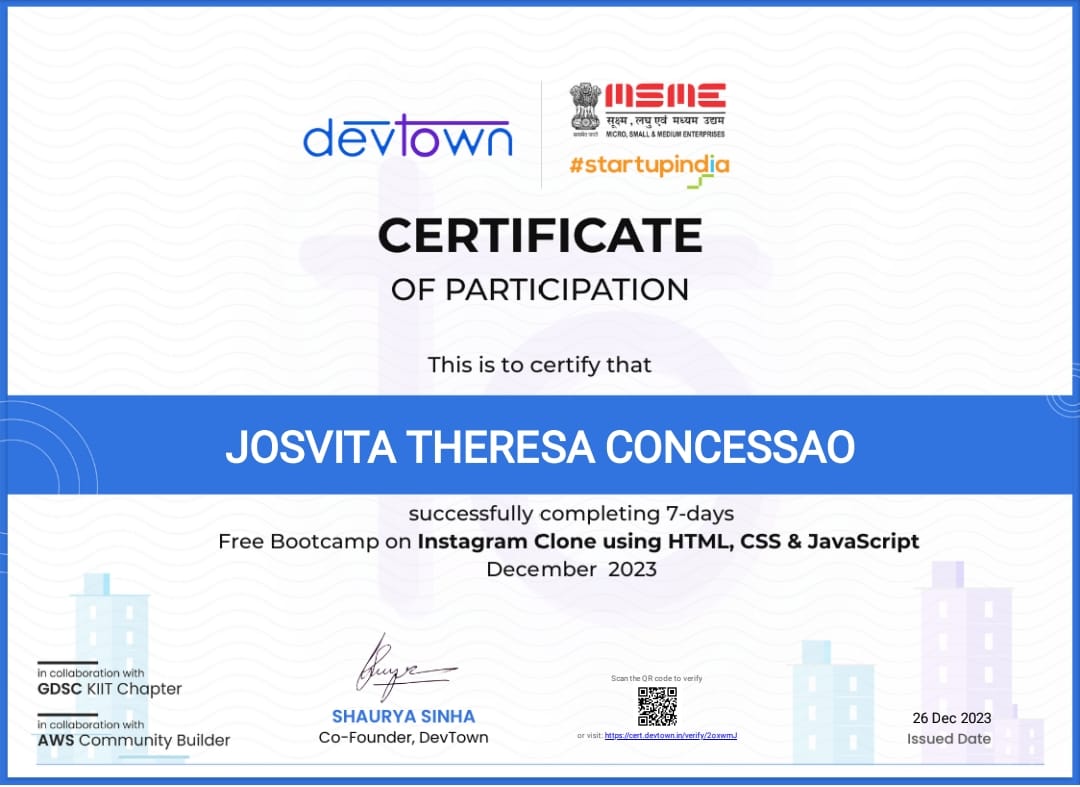 devtown
MSME
सूक्ष्म, लघु एवं मध्यम उद्यम
MICRO, SMALL & MEDIUM ENTERPRISES
#startupindia
CERTIFICATE
OF PARTICIPATION
This is to certify that
JOSVITA THERESA CONCESSAO
successfully completing 7-days
Free Bootcamp on Instagram Clone using HTML, CSS & JavaScript
December 2023
in collaboration with
GDSC KIIT Chapter
in collaboration with
AWS Community Builder
SHAURYA SINHA
Co-Founder, DevTown
Scan the QR code to verify
or visit: https://cert.devtown.in/verify/2oxwmJ
26 Dec 2023
Issued Date